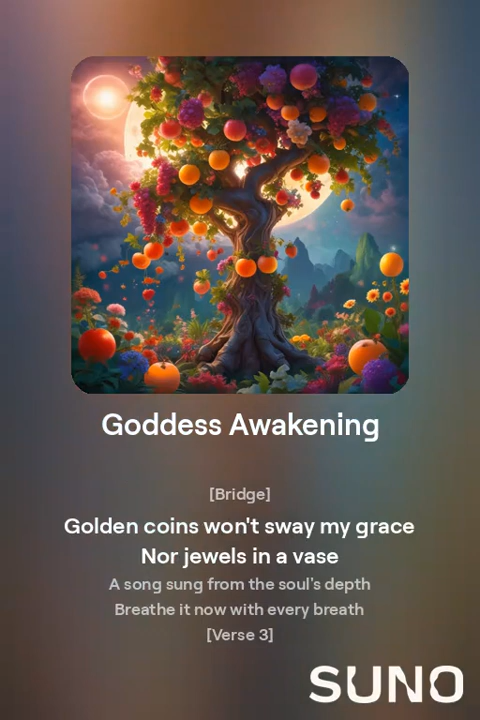 Goddess Awakening
[Bridge]
Golden coins won't sway my grace
Nor jewels in a vase
A song sung from the soul's depth
Breathe it now with every breath
[Verse 3]
SUNO